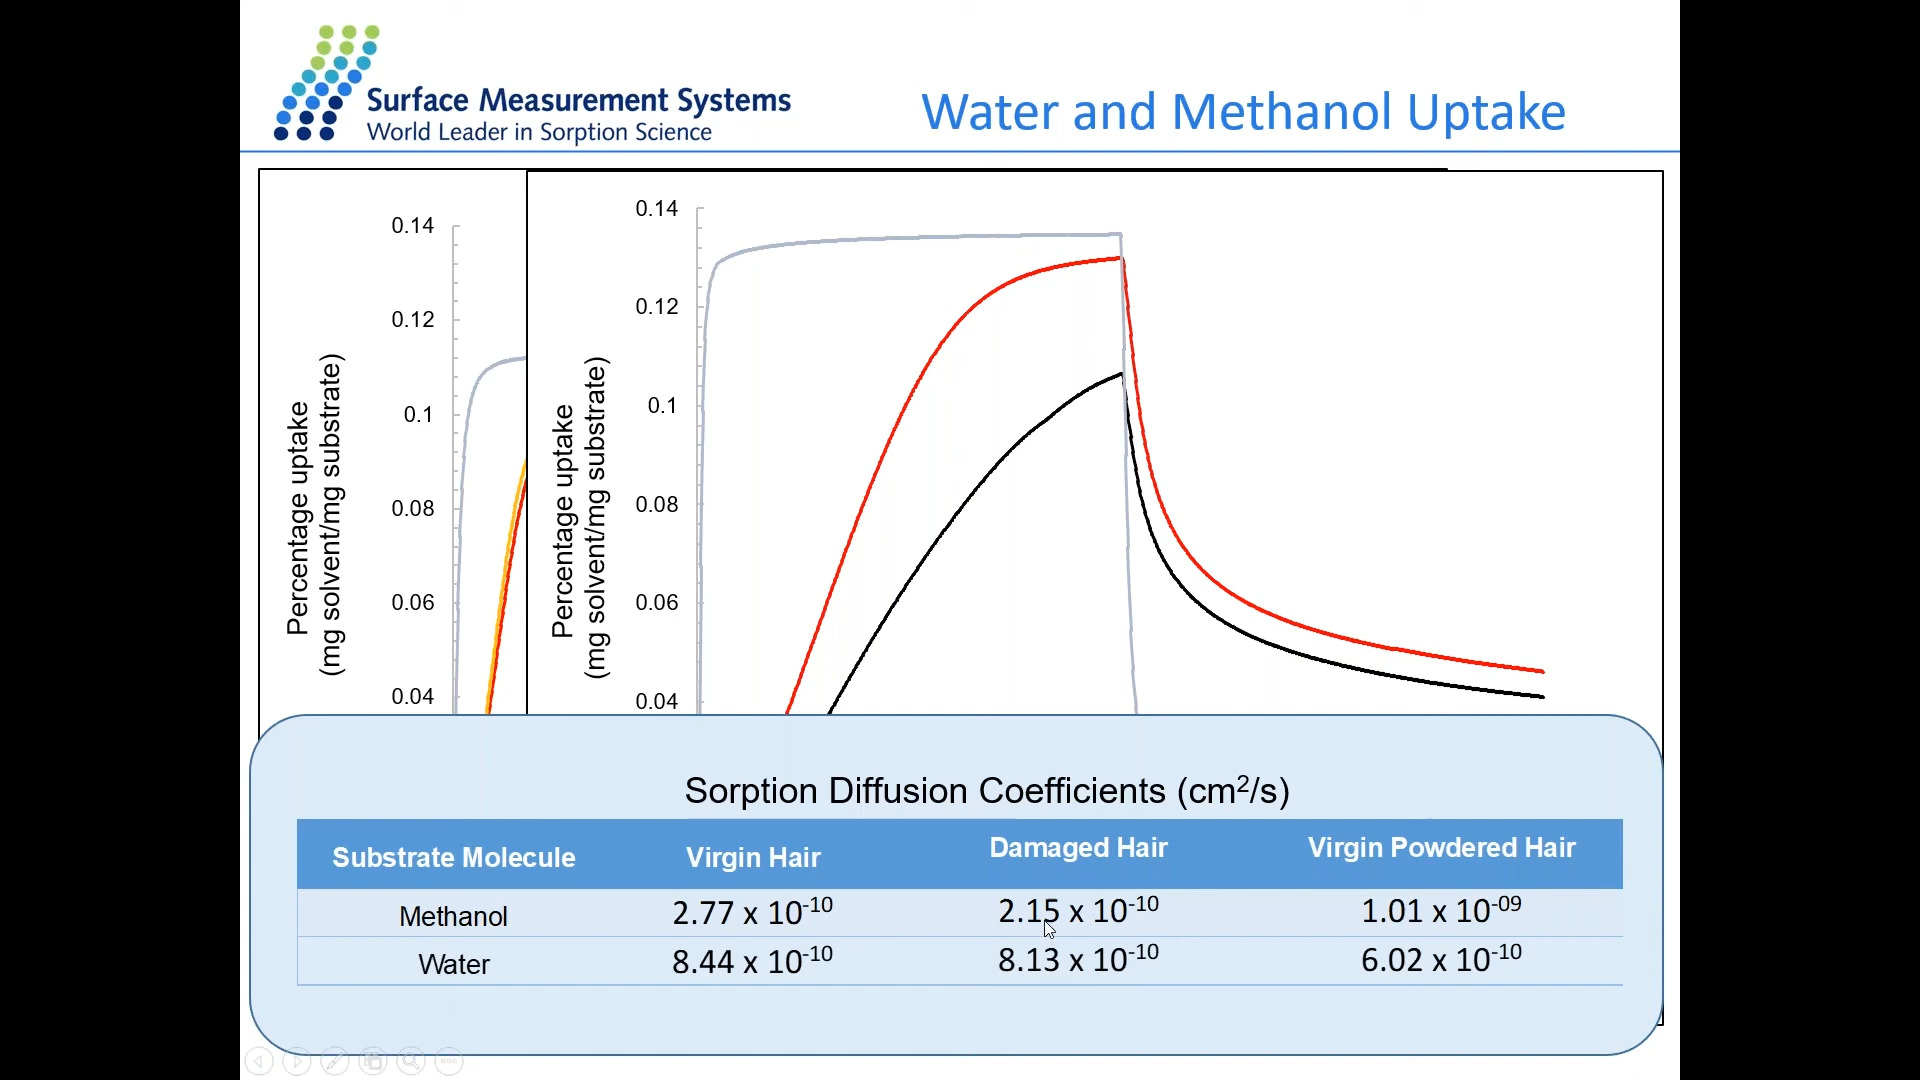 Surface Measurement Systems
World Leader in Sorption Science
Water and Methanol Uptake
Percentage uptake
(mg solvent/mg substrate)
0.14
0.12
0.1
0.08
0.06
0.04
Percentage uptake
(mg solvent/mg substrate)
0.14
0.12
0.1
0.08
0.06
0.04
Sorption Diffusion Coefficients (cm²/s)
Substrate Molecule Virgin Hair Damaged Hair Virgin Powdered Hair
Methanol 2.77 x 10⁻¹⁰ 2.15 x 10⁻¹⁰ 1.01 x 10⁻⁰⁹
Water 8.44 x 10⁻¹⁰ 8.13 x 10⁻¹⁰ 6.02 x 10⁻¹⁰